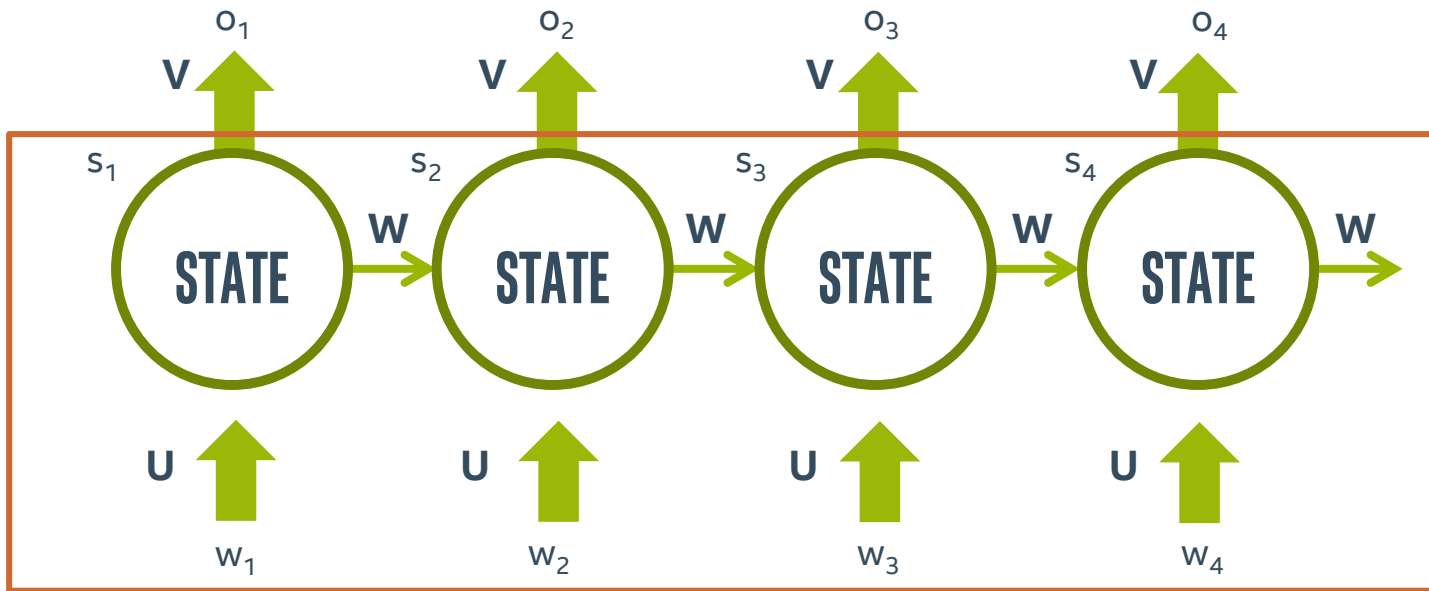 o₁ o₂ o₃ o₄
V V V V
s₁ s₂ s₃ s₄
W W W W
STATE STATE STATE STATE
U U U U
w₁ w₂ w₃ w₄